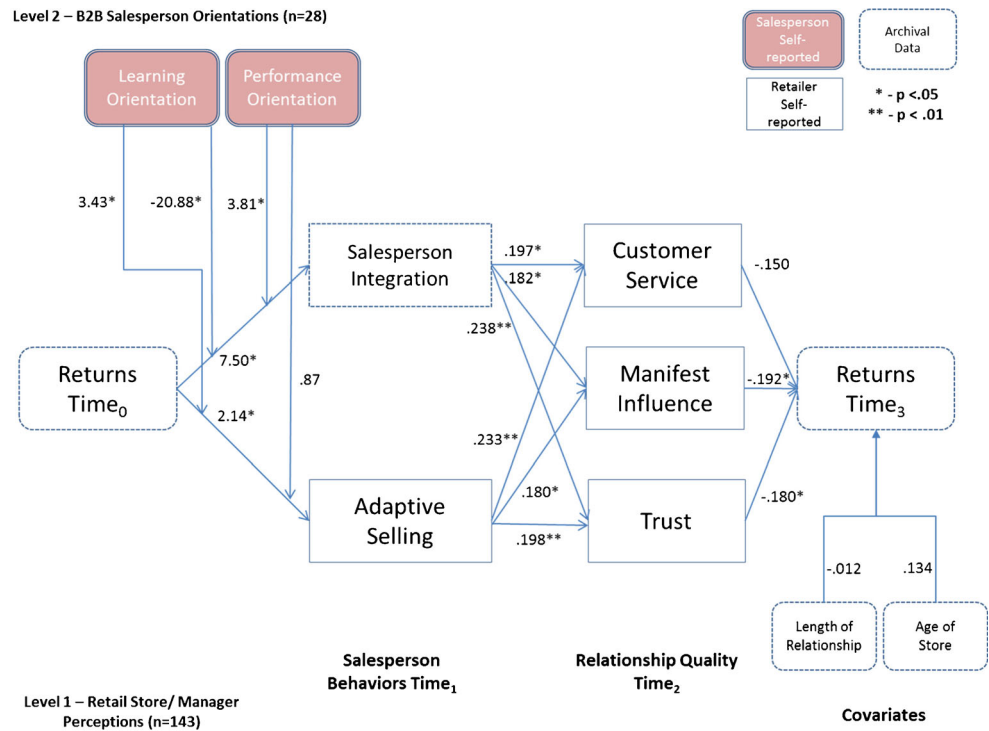 Level 2 – B2B Salesperson Orientations (n=28)
Salesperson
Self-
reported
Archival
Data
Learning
Orientation
Performance
Orientation
Retailer
Self-
reported
* - p <.05
** - p < .01
3.43*
-20.88*
3.81*
Salesperson
Integration
.197*
.182*
.238**
Customer
Service
-.150
Returns
Time0
7.50*
2.14*
.87
Manifest
Influence
-.192*
Returns
Time3
.233**
.180*
.198**
Adaptive
Selling
Trust
-.180*
-.012
.134
Length of
Relationship
Age of
Store
Salesperson
Behaviors Time1
Relationship Quality
Time2
Level 1 – Retail Store/ Manager
Perceptions (n=143)
Covariates